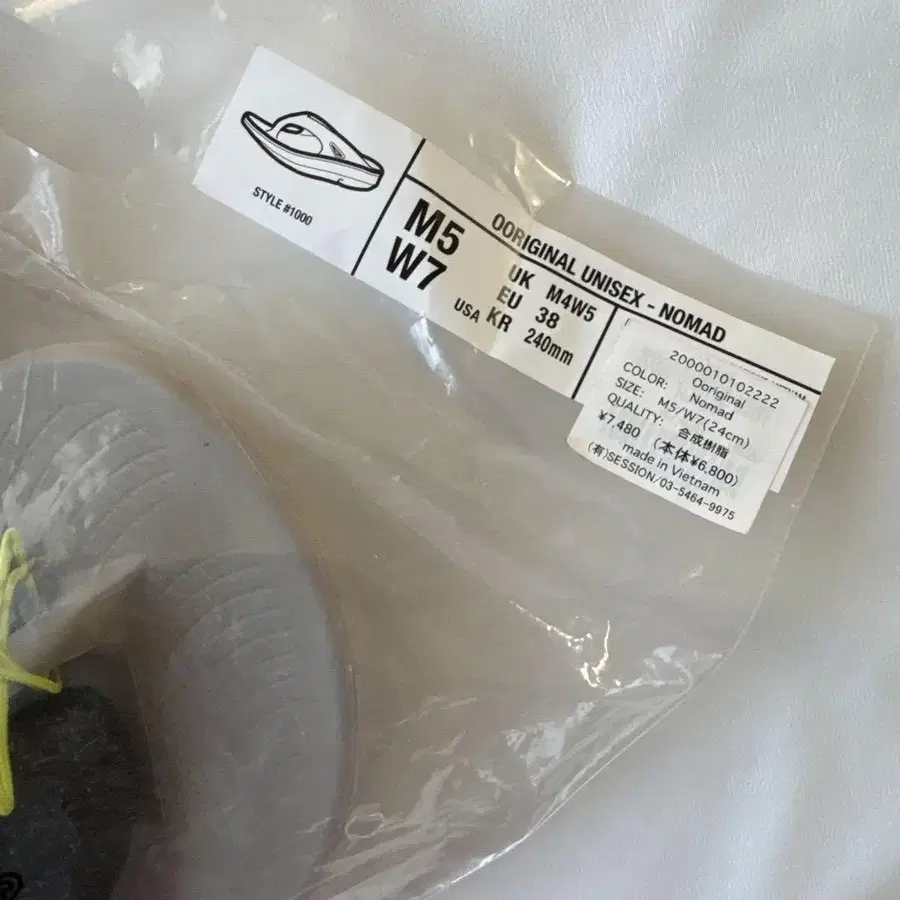 STYLE #1000
OORIGINAL UNISEX - NOMAD
M5
W7
USA
UK M4W5
EU 38
KR 240mm
2000010102222
COLOR: Ooriginal
Nomad
SIZE: M5/W7(24cm)
QUALITY: 合成樹脂
¥7,480 (本体¥6,800)
made in Vietnam
(有)SESSION/03-5464-9975